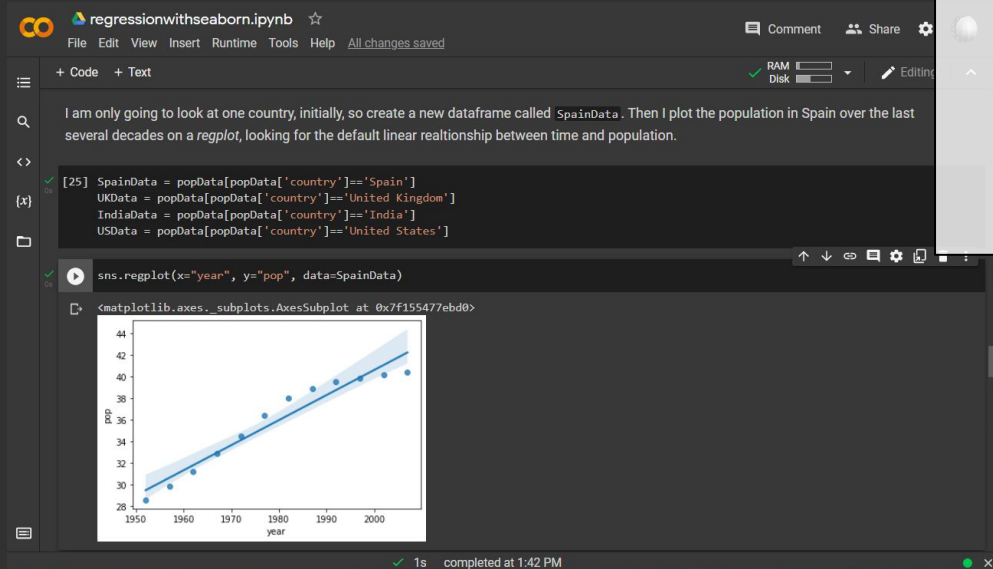 regressionwithseaborn.ipynb
Comment
Share
File Edit View Insert Runtime Tools Help All changes saved
+ Code + Text
RAM
Disk
Editing
I am only going to look at one country, initially, so create a new dataframe called SpainData. Then I plot the population in Spain over the last
several decades on a regplot, looking for the default linear realtionship between time and population.
[25] SpainData = popData[popData['country']=='Spain']
UKData = popData[popData['country']=='United Kingdom']
IndiaData = popData[popData['country']=='India']
USData = popData[popData['country']=='United States']
0s
{x}
sns.regplot(x="year", y="pop", data=SpainData)
0s
<matplotlib.axes._subplots.AxesSubplot at 0x7f155477ebd0>
44
42
40
38
36
34
32
30
28
pop
1950 1960 1970 1980 1990 2000
year
1s completed at 1:42 PM